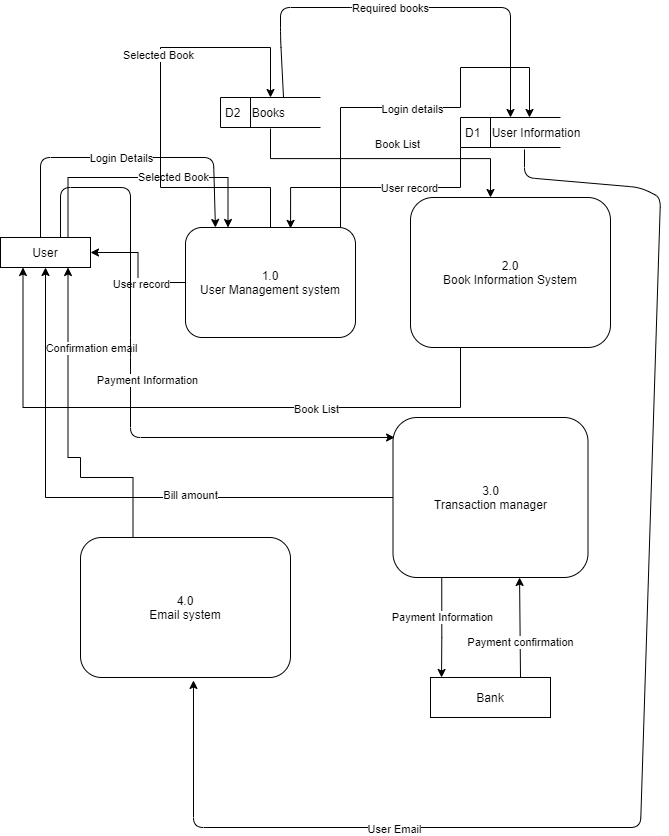 Required books
Selected Book
D2
Books
Login details
D1
User Information
Book List
Login Details
Selected Book
User record
User
1.0
User Management system
2.0
Book Information System
User record
Confirmation email
Payment Information
Book List
3.0
Transaction manager
Bill amount
4.0
Email system
Payment Information
Payment confirmation
Bank
User Email